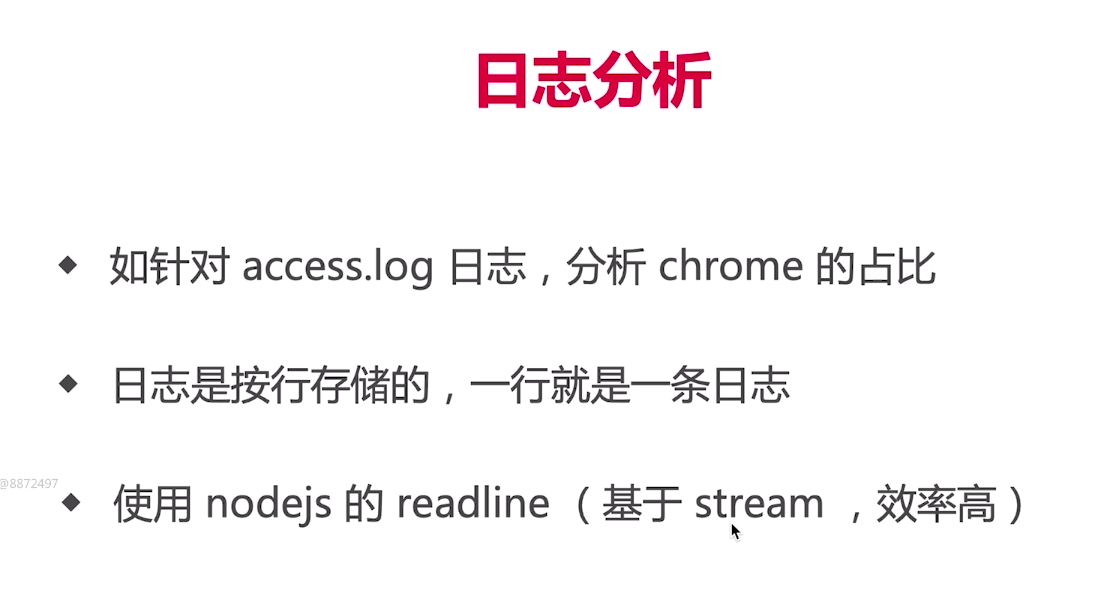 日志分析
◆ 如针对 access.log 日志，分析 chrome 的占比
◆ 日志是按行存储的，一行就是一条日志
@8872497
◆ 使用 nodejs 的 readline （ 基于 stream ，效率高 ）